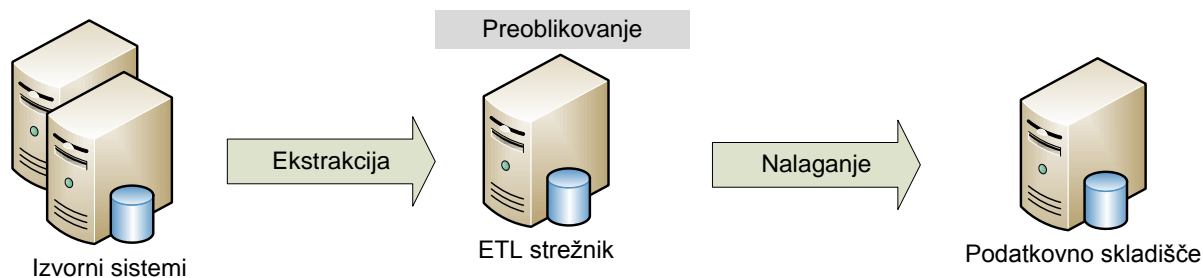 Preoblikovanje
Ekstrakcija
Nalaganje
Izvorni sistemi
ETL strežnik
Podatkovno skladišče